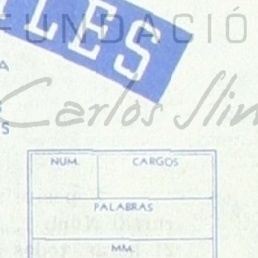 FUNDACIÓ
LES
A
S
Carlos Slim
NUM. CARGOS
PALABRAS
MM.